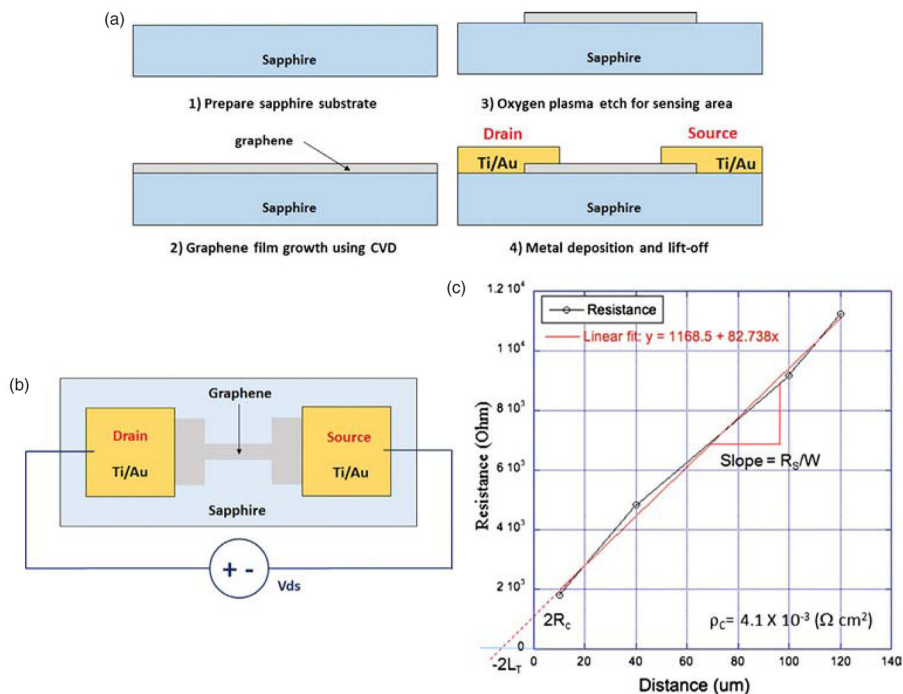 (a)
Sapphire
1) Prepare sapphire substrate
graphene
Sapphire
2) Graphene film growth using CVD
Sapphire
3) Oxygen plasma etch for sensing area
Drain
Source
Ti/Au
Ti/Au
Sapphire
4) Metal deposition and lift-off
(b)
Graphene
Drain
Source
Ti/Au
Ti/Au
Sapphire
+ -
Vds
(c)
1.2 10⁴
1 10⁴
8 10³
6 10³
4 10³
2 10³
0
Resistance (Ohm)
Resistance
Linear fit: y = 1168.5 + 82.738x
Slope = R_S/W
2R_c
ρ_C= 4.1 X 10⁻³ (Ω cm²)
-2L_T
0 20 40 60 80 100 120 140
Distance (um)